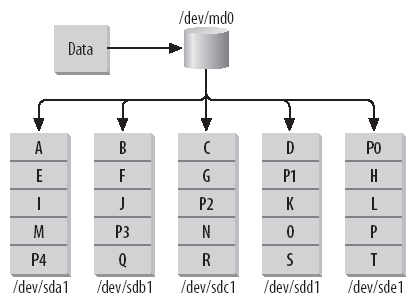 /dev/md0
Data
A B C D P0
E F G P1 H
I J P2 K L
M P3 N O P
P4 Q R S T
/dev/sda1 /dev/sdb1 /dev/sdc1 /dev/sdd1 /dev/sde1